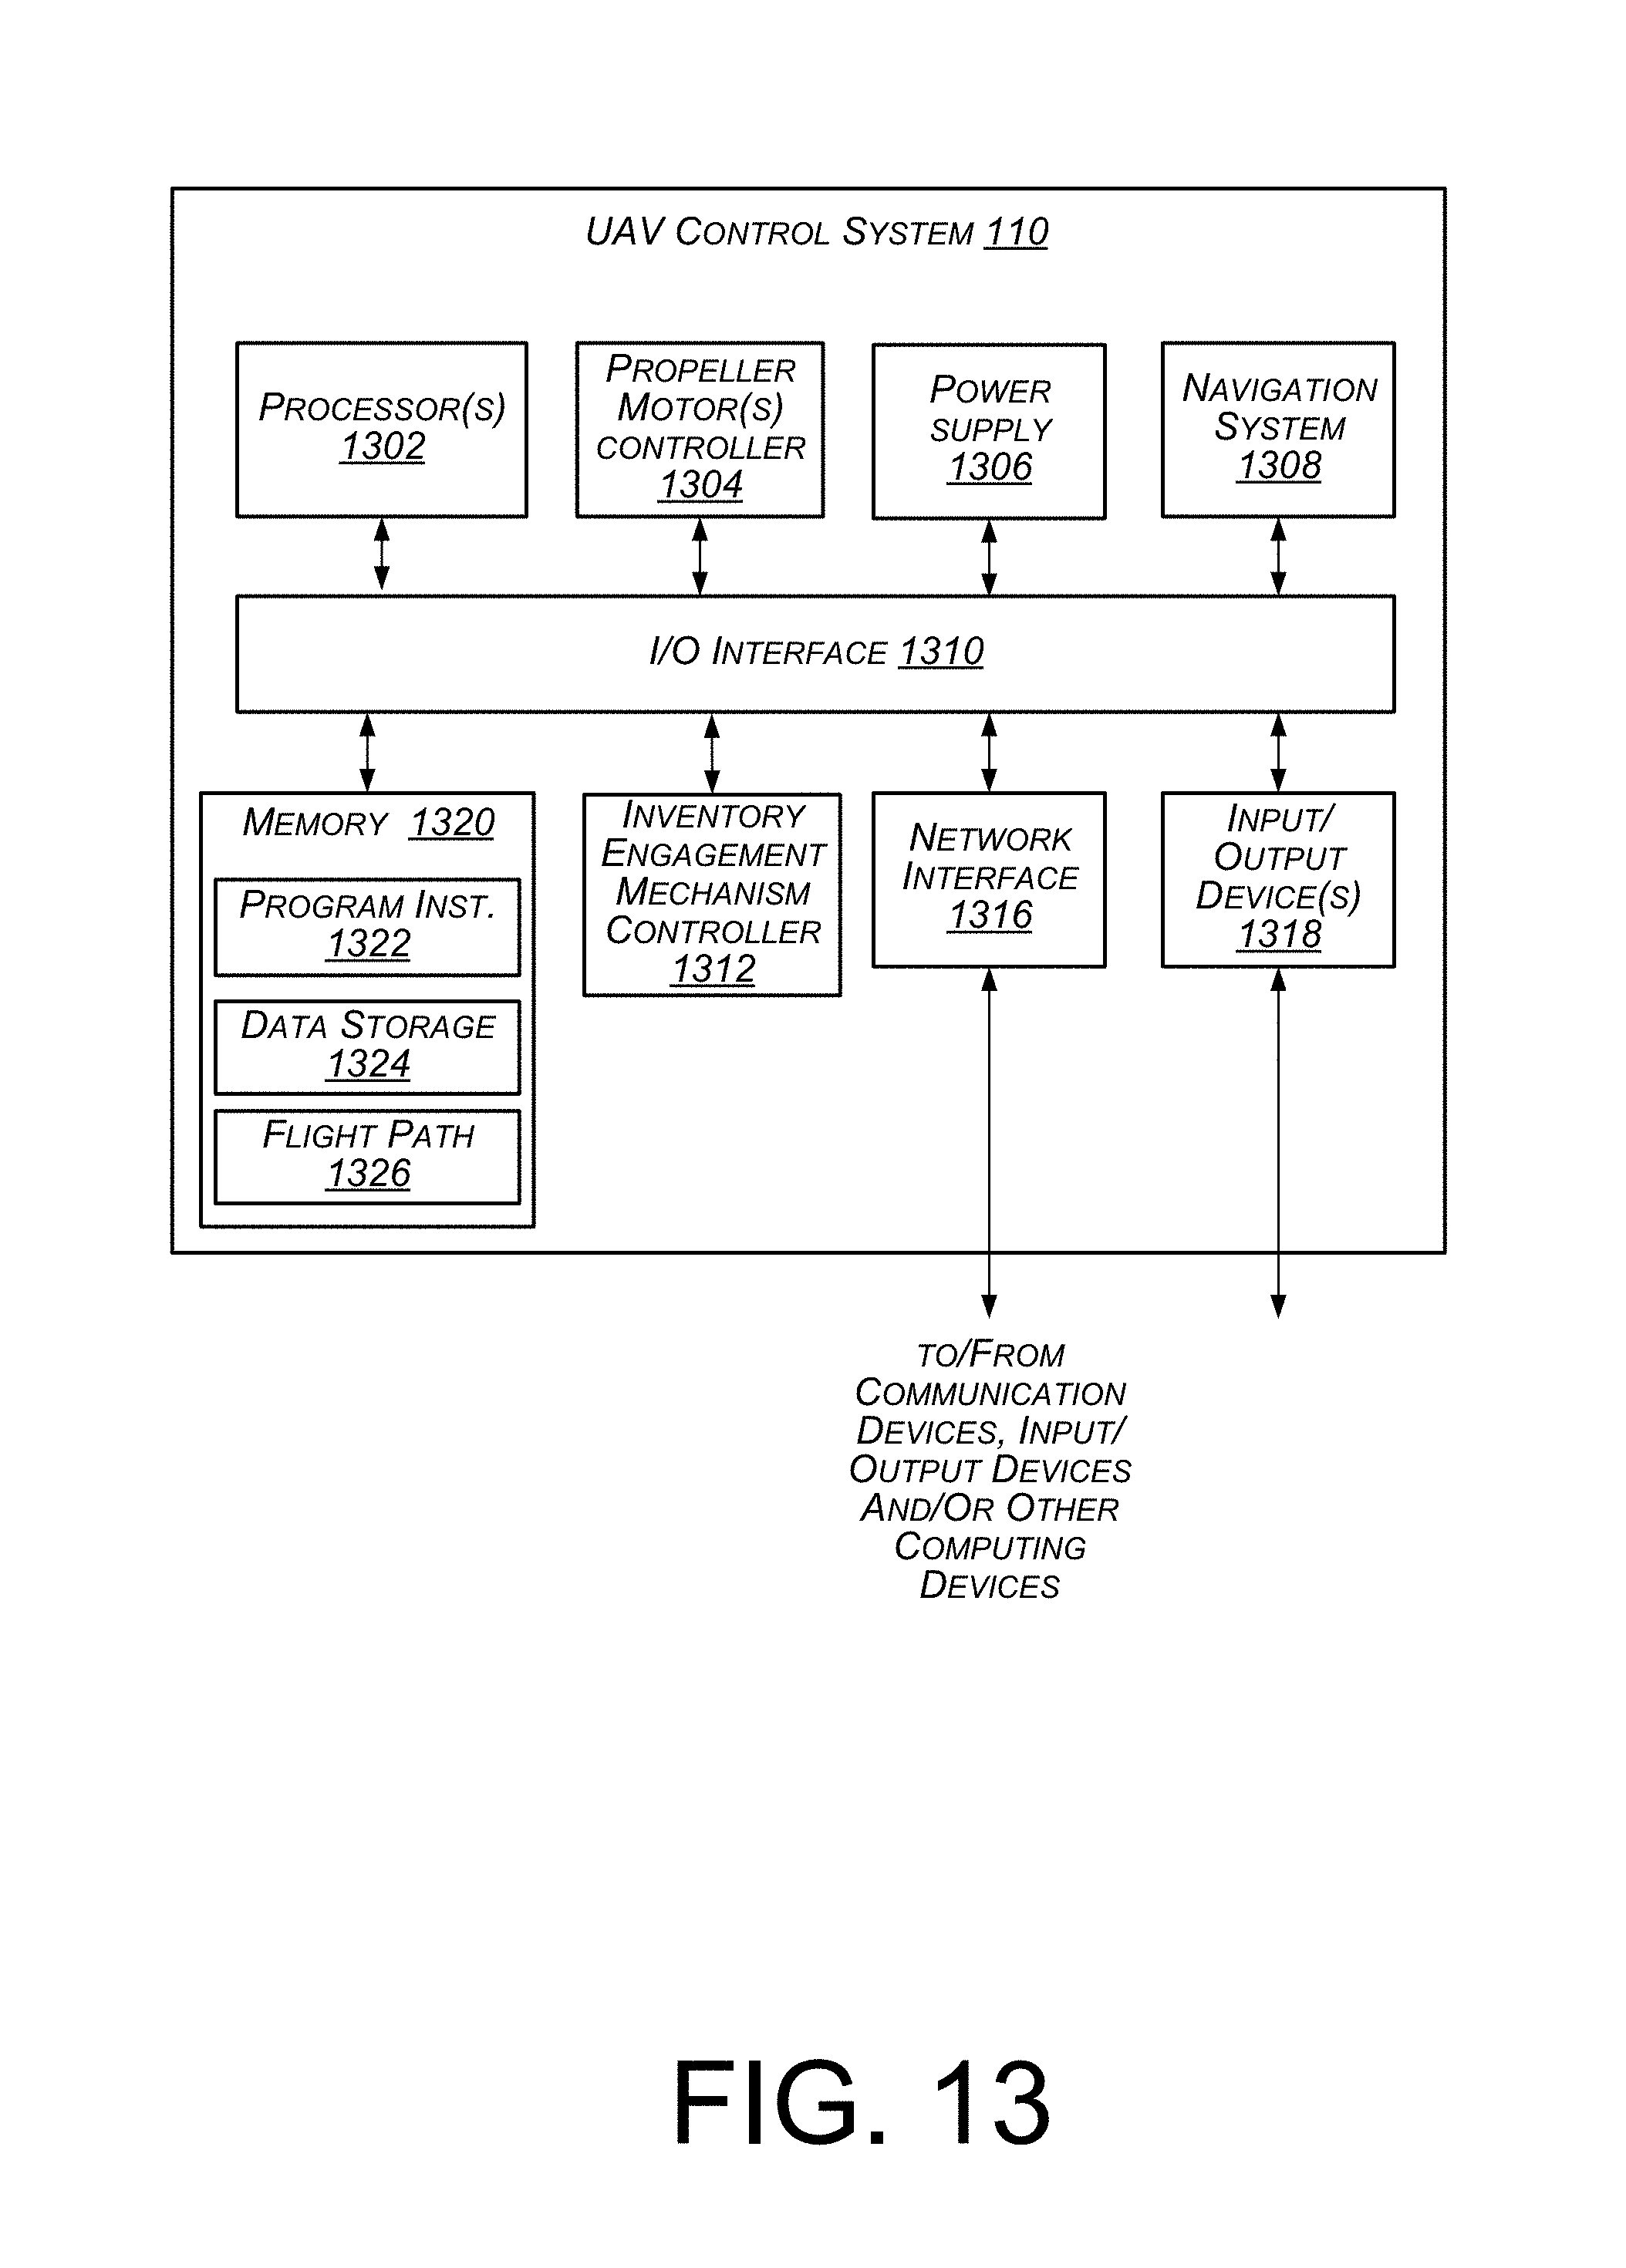 UAV CONTROL SYSTEM 110
PROCESSOR(S)
1302
PROPELLER
MOTOR(S)
CONTROLLER
1304
POWER
SUPPLY
1306
NAVIGATION
SYSTEM
1308
I/O INTERFACE 1310
MEMORY 1320
PROGRAM INST.
1322
DATA STORAGE
1324
FLIGHT PATH
1326
INVENTORY
ENGAGEMENT
MECHANISM
CONTROLLER
1312
NETWORK
INTERFACE
1316
INPUT/
OUTPUT
DEVICE(S)
1318
TO/FROM
COMMUNICATION
DEVICES, INPUT/
OUTPUT DEVICES
AND/OR OTHER
COMPUTING
DEVICES
FIG. 13